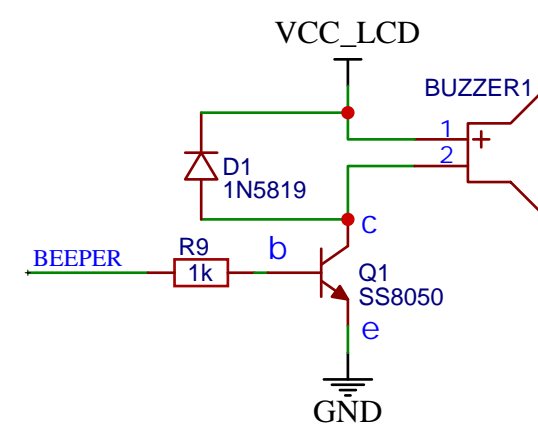 VCC_LCD
BUZZER1
1
+
2
D1
1N5819
c
BEEPER
R9
1k
b
Q1
SS8050
e
GND